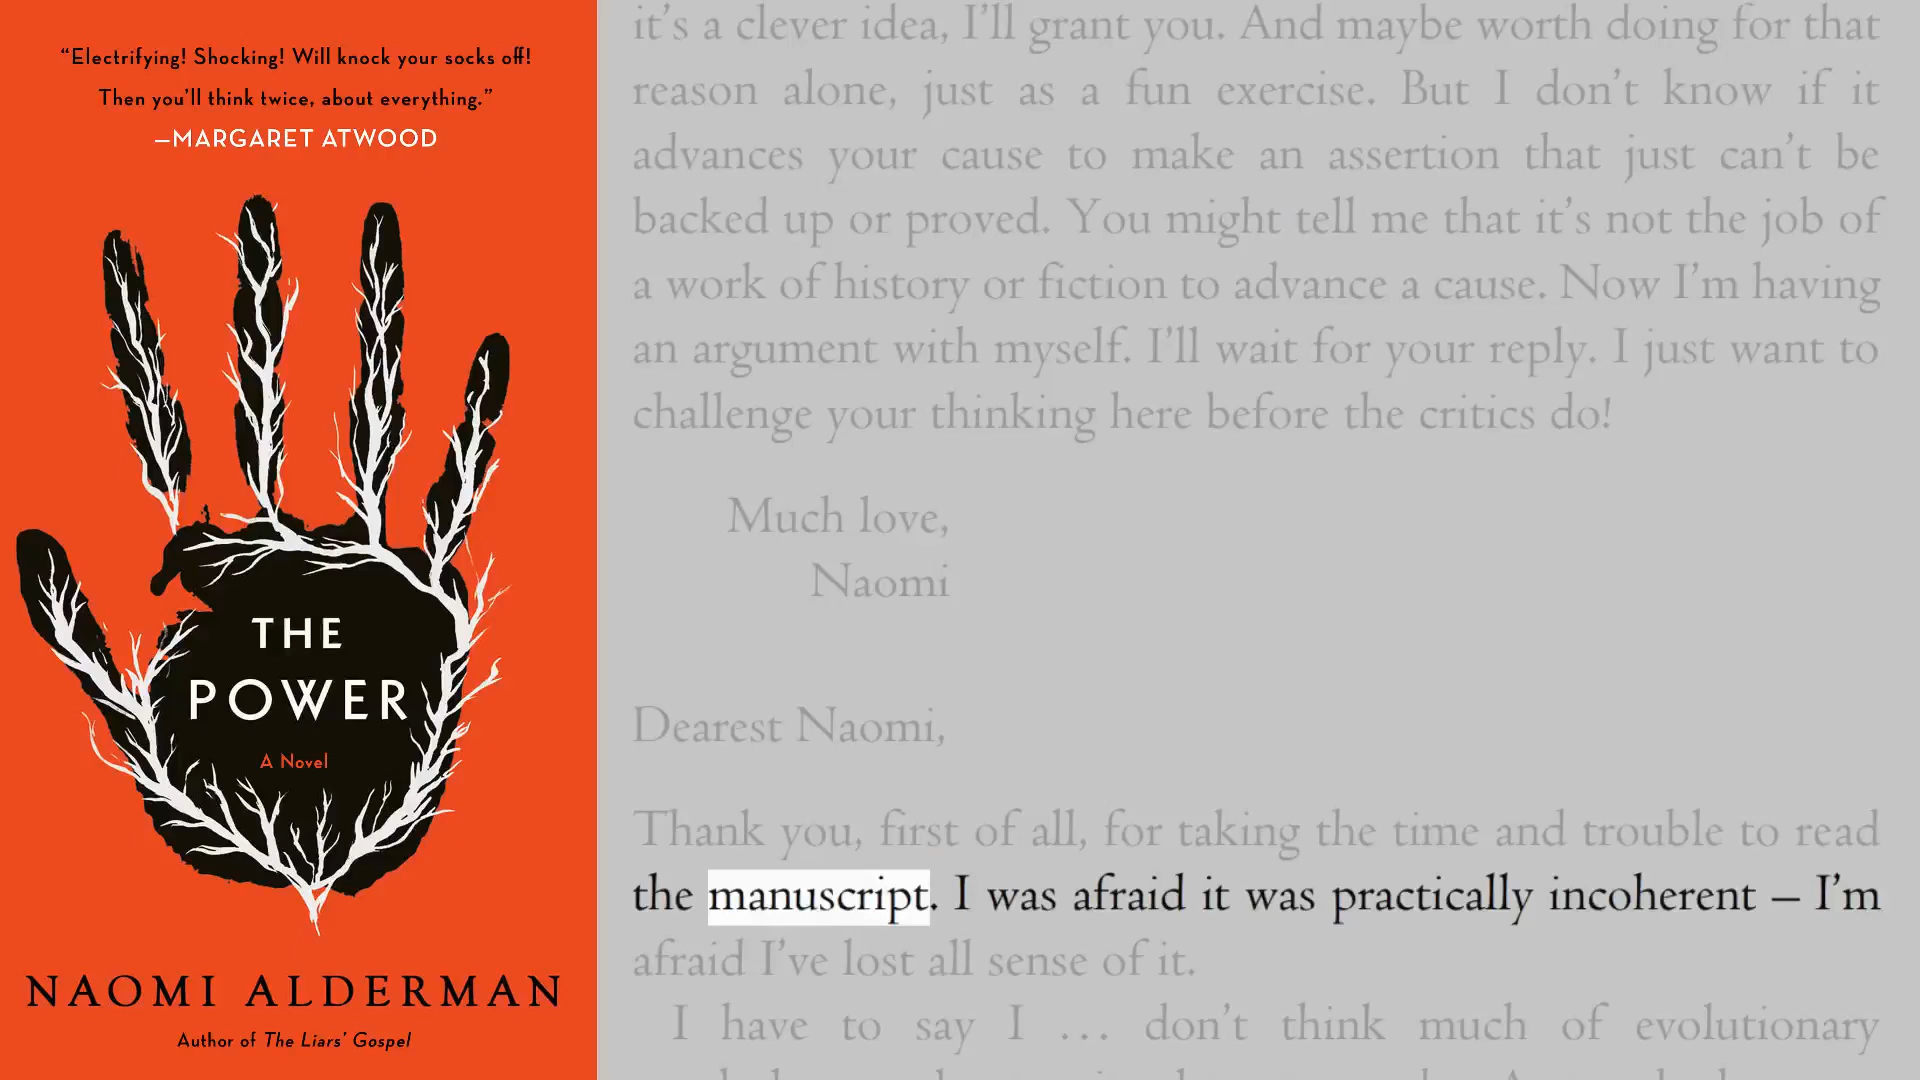 “Electrifying! Shocking! Will knock your socks off!
Then you’ll think twice, about everything.”
—MARGARET ATWOOD
THE
POWER
A Novel
NAOMI ALDERMAN
Author of The Liars’ Gospel
it’s a clever idea, I’ll grant you. And maybe worth doing for that
reason alone, just as a fun exercise. But I don’t know if it
advances your cause to make an assertion that just can’t be
backed up or proved. You might tell me that it’s not the job of
a work of history or fiction to advance a cause. Now I’m having
an argument with myself. I’ll wait for your reply. I just want to
challenge your thinking here before the critics do!
Much love,
Naomi
Dearest Naomi,
Thank you, first of all, for taking the time and trouble to read
the manuscript. I was afraid it was practically incoherent – I’m
afraid I’ve lost all sense of it.
I have to say I … don’t think much of evolutionary